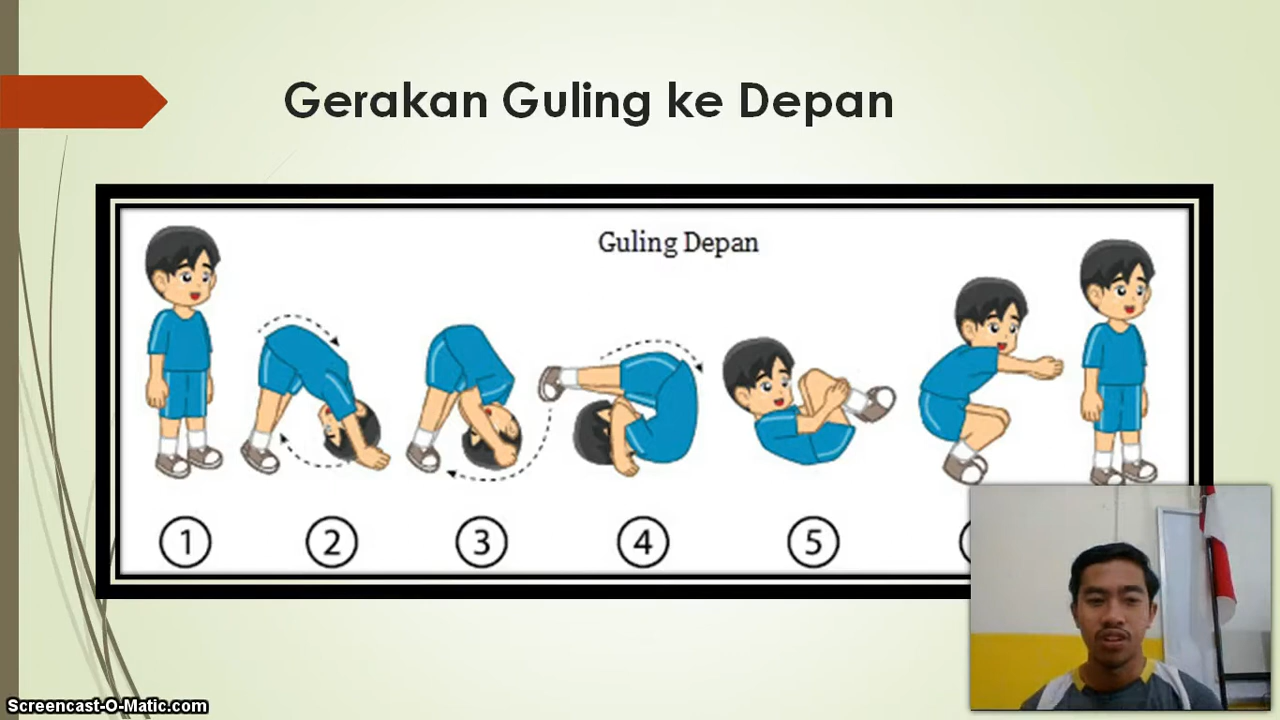 Gerakan Guling ke Depan
Guling Depan
1 2 3 4 5
Screencast-O-Matic.com